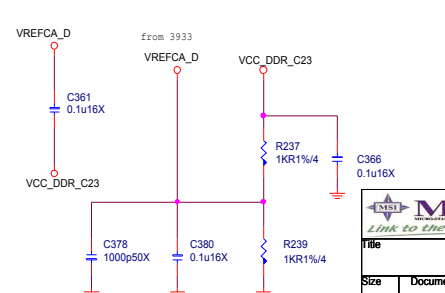 VREFCA_D
from 3933
VREFCA_D
VCC_DDR_C23
C361
0.1u16X
R237
1KR1%/4
C366
0.1u16X
VCC_DDR_C23
MSI
Link to the
C378
1000p50X
C380
0.1u16X
R239
1KR1%/4
Title
Size